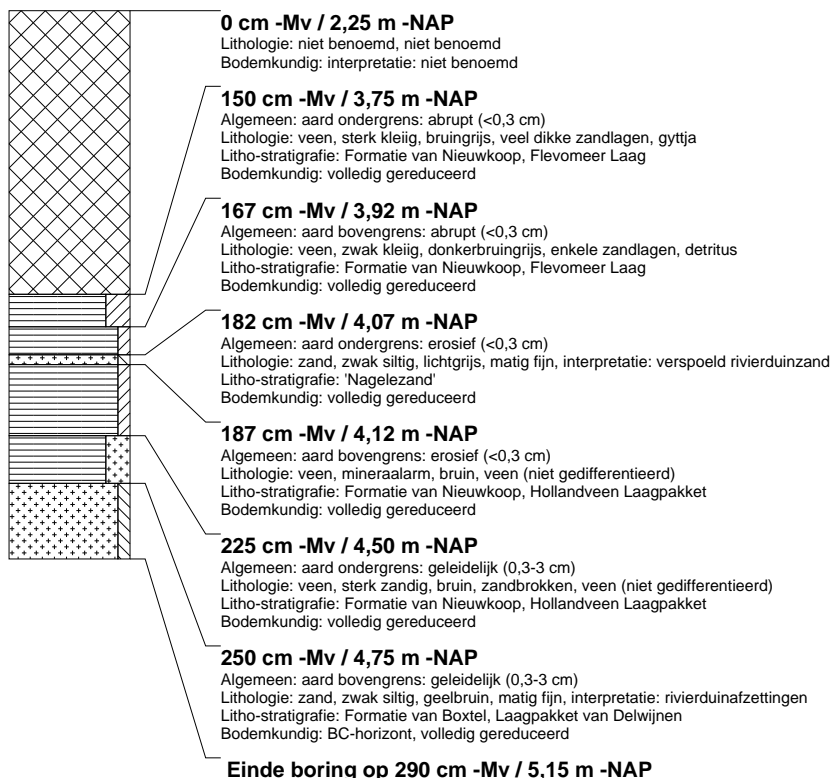 0 cm -Mv / 2,25 m -NAP
Lithologie: niet benoemd, niet benoemd
Bodemkundig: interpretatie: niet benoemd
150 cm -Mv / 3,75 m -NAP
Algemeen: aard ondergrens: abrupt (<0,3 cm)
Lithologie: veen, sterk kleiig, bruingrijs, veel dikke zandlagen, gyttja
Litho-stratigrafie: Formatie van Nieuwkoop, Flevomeer Laag
Bodemkundig: volledig gereduceerd
167 cm -Mv / 3,92 m -NAP
Algemeen: aard bovengrens: abrupt (<0,3 cm)
Lithologie: veen, zwak kleiig, donkerbruingrijs, enkele zandlagen, detritus
Litho-stratigrafie: Formatie van Nieuwkoop, Flevomeer Laag
Bodemkundig: volledig gereduceerd
182 cm -Mv / 4,07 m -NAP
Algemeen: aard ondergrens: erosief (<0,3 cm)
Lithologie: zand, zwak siltig, lichtgrijs, matig fijn, interpretatie: verspoeld rivierduinzand
Litho-stratigrafie: 'Nagelezand'
Bodemkundig: volledig gereduceerd
187 cm -Mv / 4,12 m -NAP
Algemeen: aard bovengrens: erosief (<0,3 cm)
Lithologie: veen, mineraalarm, bruin, veen (niet gedifferentieerd)
Litho-stratigrafie: Formatie van Nieuwkoop, Hollandveen Laagpakket
Bodemkundig: volledig gereduceerd
225 cm -Mv / 4,50 m -NAP
Algemeen: aard ondergrens: geleidelijk (0,3-3 cm)
Lithologie: veen, sterk zandig, bruin, zandbrokken, veen (niet gedifferentieerd)
Litho-stratigrafie: Formatie van Nieuwkoop, Hollandveen Laagpakket
Bodemkundig: volledig gereduceerd
250 cm -Mv / 4,75 m -NAP
Algemeen: aard bovengrens: geleidelijk (0,3-3 cm)
Lithologie: zand, zwak siltig, geelbruin, matig fijn, interpretatie: rivierduinafzettingen
Litho-stratigrafie: Formatie van Boxtel, Laagpakket van Delwijnen
Bodemkundig: BC-horizont, volledig gereduceerd
Einde boring op 290 cm -Mv / 5,15 m -NAP